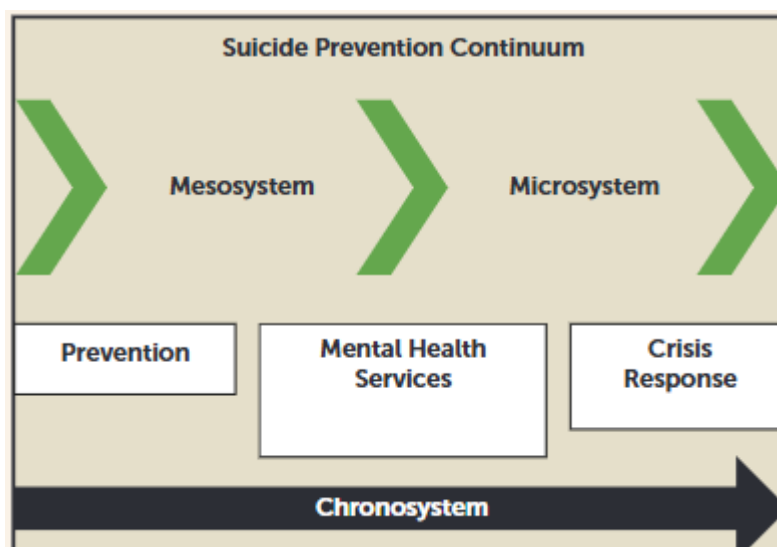 Suicide Prevention Continuum
Mesosystem
Microsystem
Prevention
Mental Health
Services
Crisis
Response
Chronosystem